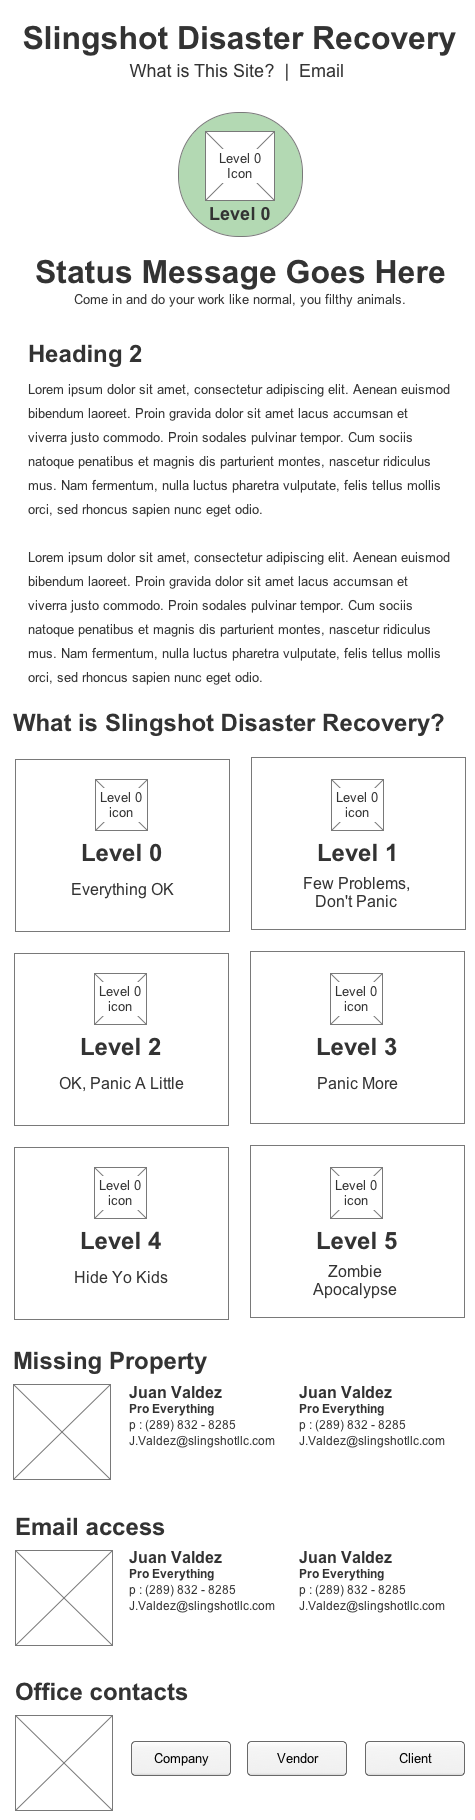 Slingshot Disaster Recovery
What is This Site? | Email
Level 0
Icon
Level 0
Status Message Goes Here
Come in and do your work like normal, you filthy animals.
Heading 2
Lorem ipsum dolor sit amet, consectetur adipiscing elit. Aenean euismod
bibendum laoreet. Proin gravida dolor sit amet lacus accumsan et
viverra justo commodo. Proin sodales pulvinar tempor. Cum sociis
natoque penatibus et magnis dis parturient montes, nascetur ridiculus
mus. Nam fermentum, nulla luctus pharetra vulputate, felis tellus mollis
orci, sed rhoncus sapien nunc eget odio.
Lorem ipsum dolor sit amet, consectetur adipiscing elit. Aenean euismod
bibendum laoreet. Proin gravida dolor sit amet lacus accumsan et
viverra justo commodo. Proin sodales pulvinar tempor. Cum sociis
natoque penatibus et magnis dis parturient montes, nascetur ridiculus
mus. Nam fermentum, nulla luctus pharetra vulputate, felis tellus mollis
orci, sed rhoncus sapien nunc eget odio.
What is Slingshot Disaster Recovery?
Level 0
icon
Level 0
Everything OK
Level 0
icon
Level 1
Few Problems,
Don't Panic
Level 0
icon
Level 2
OK, Panic A Little
Level 0
icon
Level 3
Panic More
Level 0
icon
Level 4
Hide Yo Kids
Level 0
icon
Level 5
Zombie
Apocalypse
Missing Property
Juan Valdez
Pro Everything
p : (289) 832 - 8285
J.Valdez@slingshotllc.com
Juan Valdez
Pro Everything
p : (289) 832 - 8285
J.Valdez@slingshotllc.com
Email access
Juan Valdez
Pro Everything
p : (289) 832 - 8285
J.Valdez@slingshotllc.com
Juan Valdez
Pro Everything
p : (289) 832 - 8285
J.Valdez@slingshotllc.com
Office contacts
Company
Vendor
Client